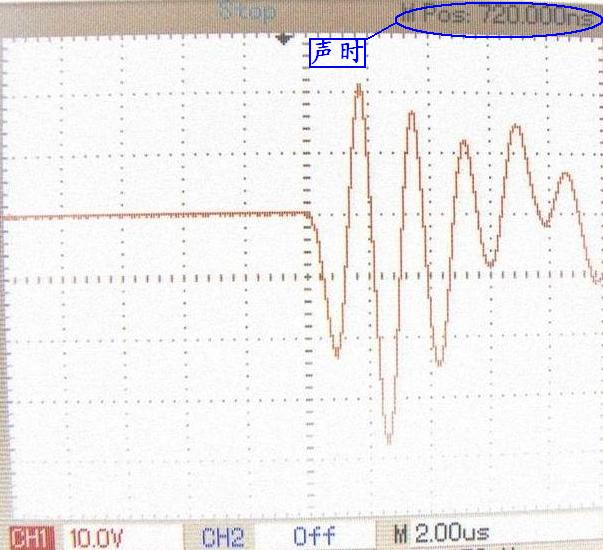 Stop
M Pos: 720.000ns
声时
CH1 10.0V CH2 Off M 2.00us